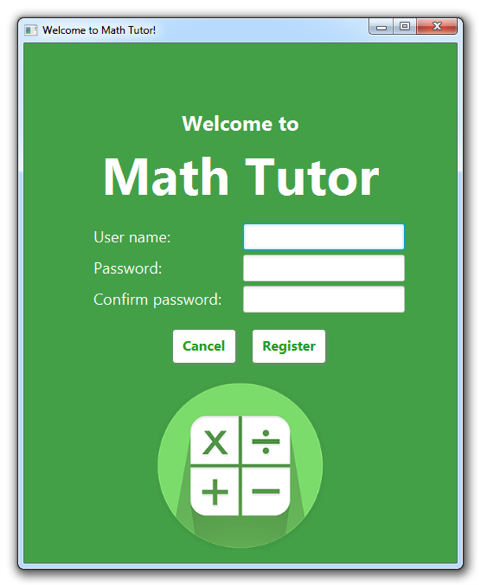 Welcome to Math Tutor!
Welcome to
Math Tutor
User name:
Password:
Confirm password:
Cancel Register
x ÷
+ −